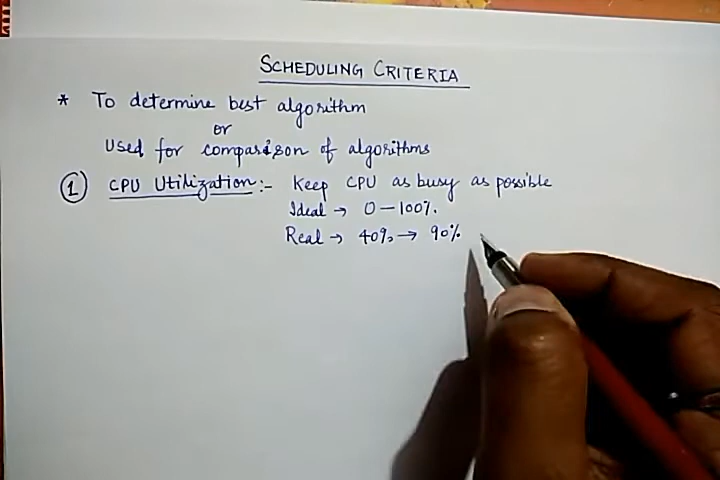 SCHEDULING CRITERIA
* To determine best algorithm
or
Used for comparison of algorithms
① CPU Utilization :- Keep CPU as busy as possible
Ideal → 0 – 100%.
Real → 40% → 90%